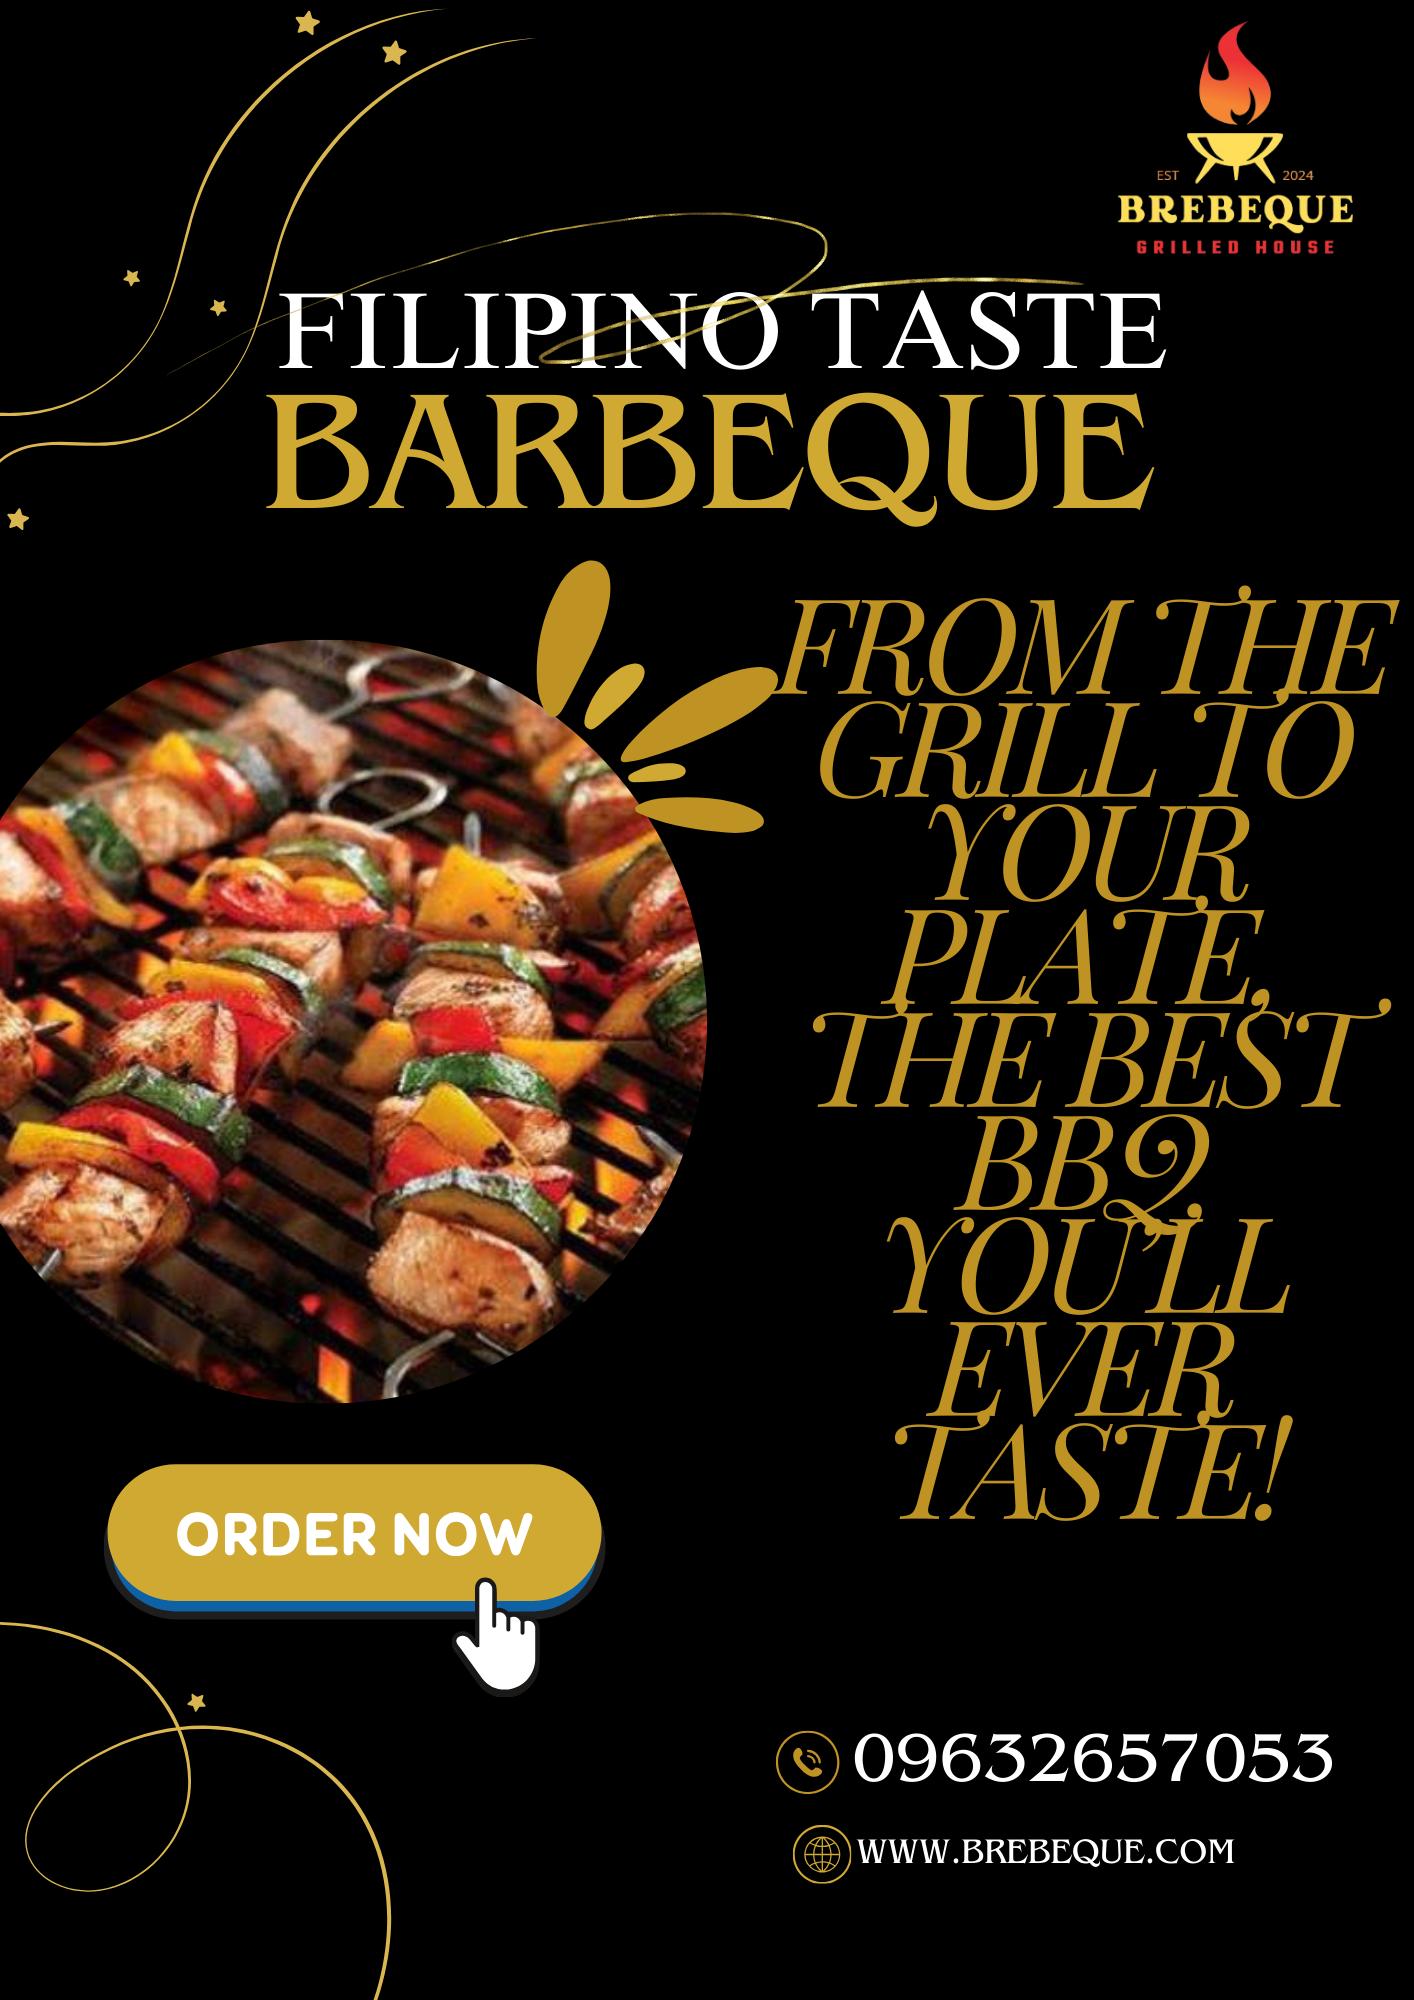 EST 2024
BREBEQUE
GRILLED HOUSE
FILIPINO TASTE
BARBEQUE
FROM THE
GRILL TO
YOUR
PLATE,
THE BEST
BBQ
YOU'LL
EVER
TASTE!
ORDER NOW
09632657053
WWW.BREBEQUE.COM